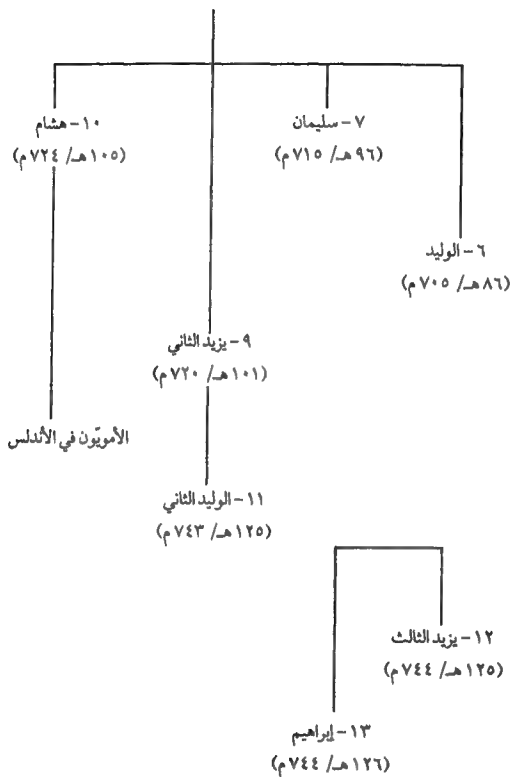 ٧- سليمان
(٩٦هـ/ ٧١٥م)
١٠- هشام
(١٠٥هـ/ ٧٢٤م)
٦- الوليد
(٨٦هـ/ ٧٠٥م)
٩- يزيد الثاني
(١٠١هـ/ ٧٢٠م)
الأمويّون في الأندلس
١١- الوليد الثاني
(١٢٥هـ/ ٧٤٣م)
١٢- يزيد الثالث
(١٢٥هـ/ ٧٤٤م)
١٣- إبراهيم
(١٢٦هـ/ ٧٤٤م)